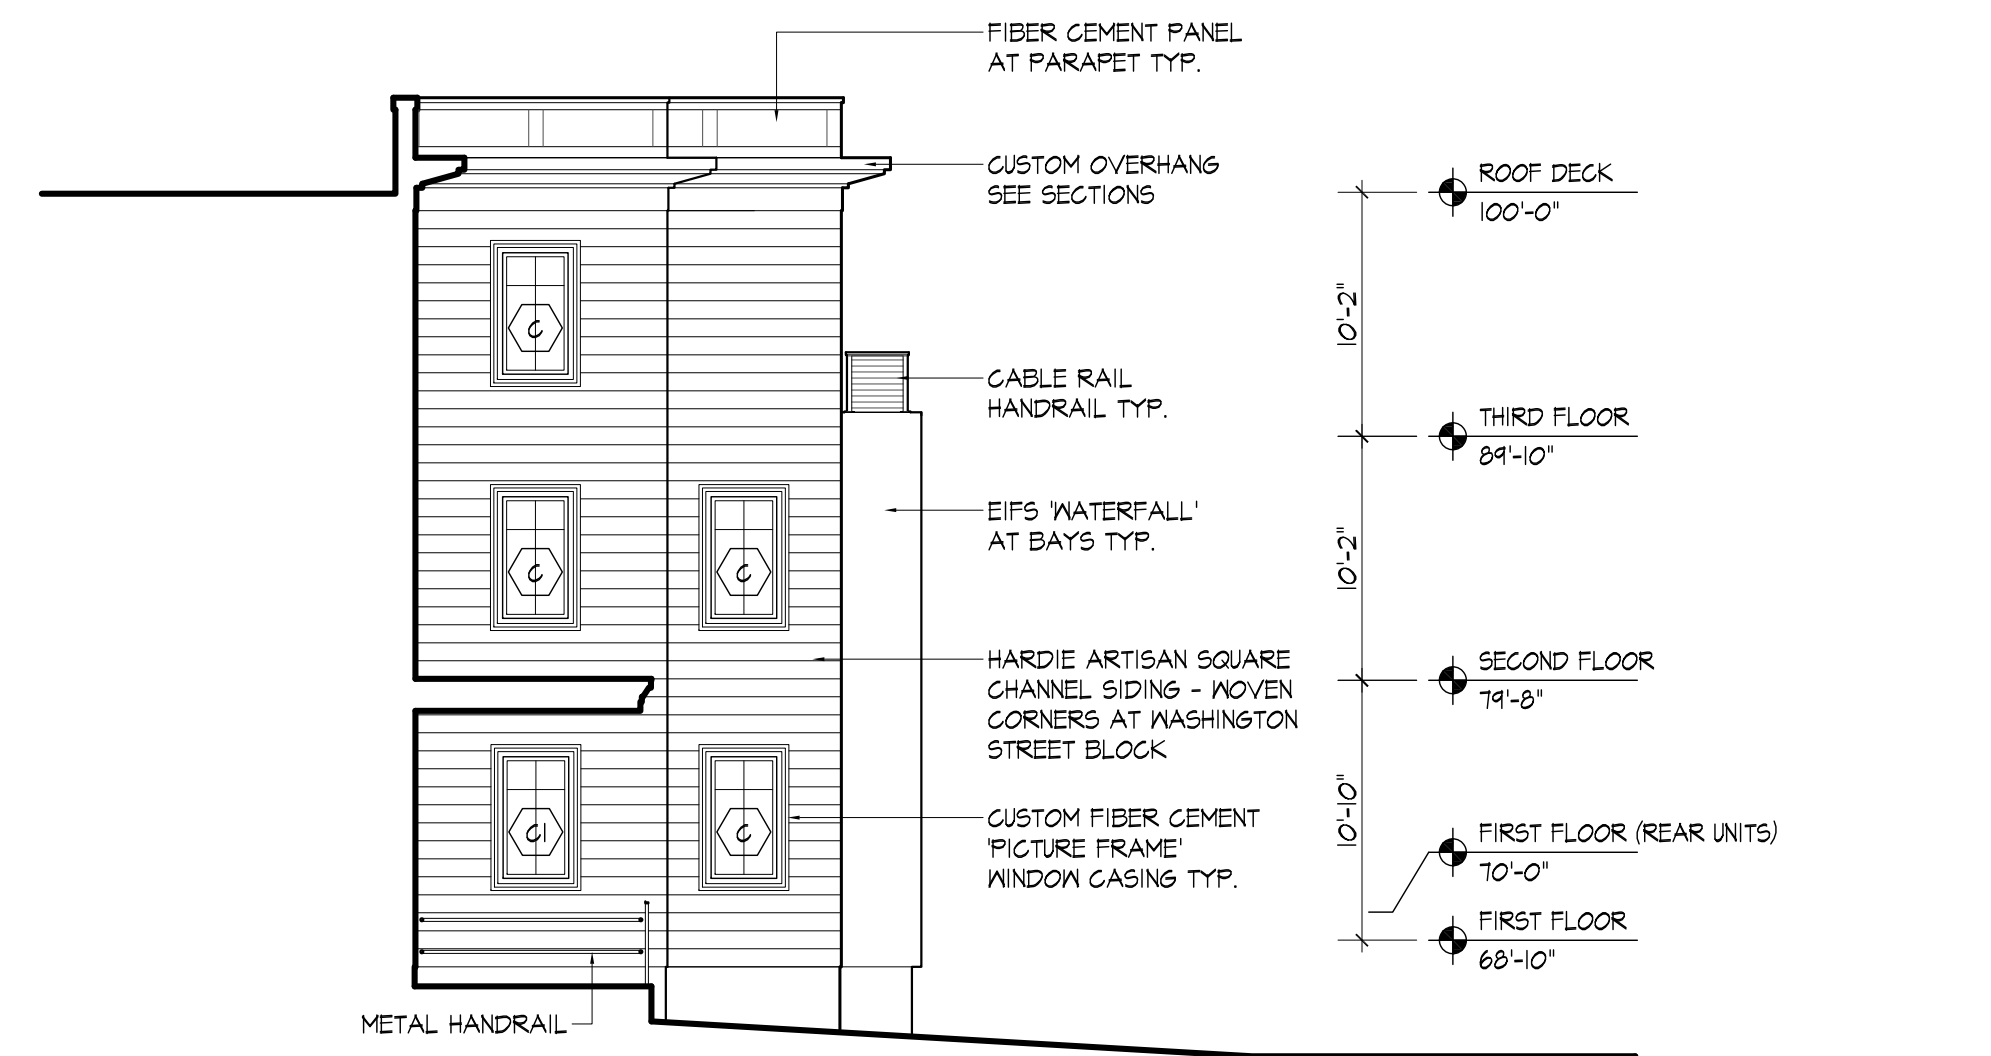 FIBER CEMENT PANEL
AT PARAPET TYP.
CUSTOM OVERHANG
SEE SECTIONS
CABLE RAIL
HANDRAIL TYP.
EIFS 'WATERFALL'
AT BAYS TYP.
HARDIE ARTISAN SQUARE
CHANNEL SIDING - WOVEN
CORNERS AT WASHINGTON
STREET BLOCK
CUSTOM FIBER CEMENT
'PICTURE FRAME'
WINDOW CASING TYP.
METAL HANDRAIL
C
C
C
C1
C
10'-2"
10'-2"
10'-10"
ROOF DECK
100'-0"
THIRD FLOOR
89'-10"
SECOND FLOOR
79'-8"
FIRST FLOOR (REAR UNITS)
70'-0"
FIRST FLOOR
68'-10"